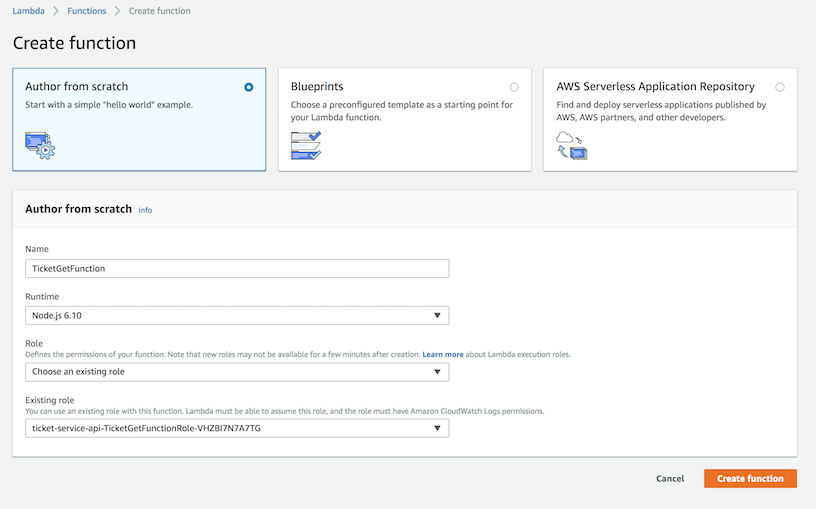 Lambda > Functions > Create function
Create function
Author from scratch
Start with a simple "hello world" example.
Blueprints
Choose a preconfigured template as a starting point for
your Lambda function.
AWS Serverless Application Repository
Find and deploy serverless applications published by
AWS, AWS partners, and other developers.
Author from scratch Info
Name
TicketGetFunction
Runtime
Node.js 6.10
Role
Defines the permissions of your function. Note that new roles may not be available for a few minutes after creation. Learn more about Lambda execution roles.
Choose an existing role
Existing role
You can use an existing role with this function. Lambda must be able to assume this role, and the role must have Amazon CloudWatch Logs permissions.
ticket-service-api-TicketGetFunctionRole-VHZBI7N7A7TG
Cancel Create function